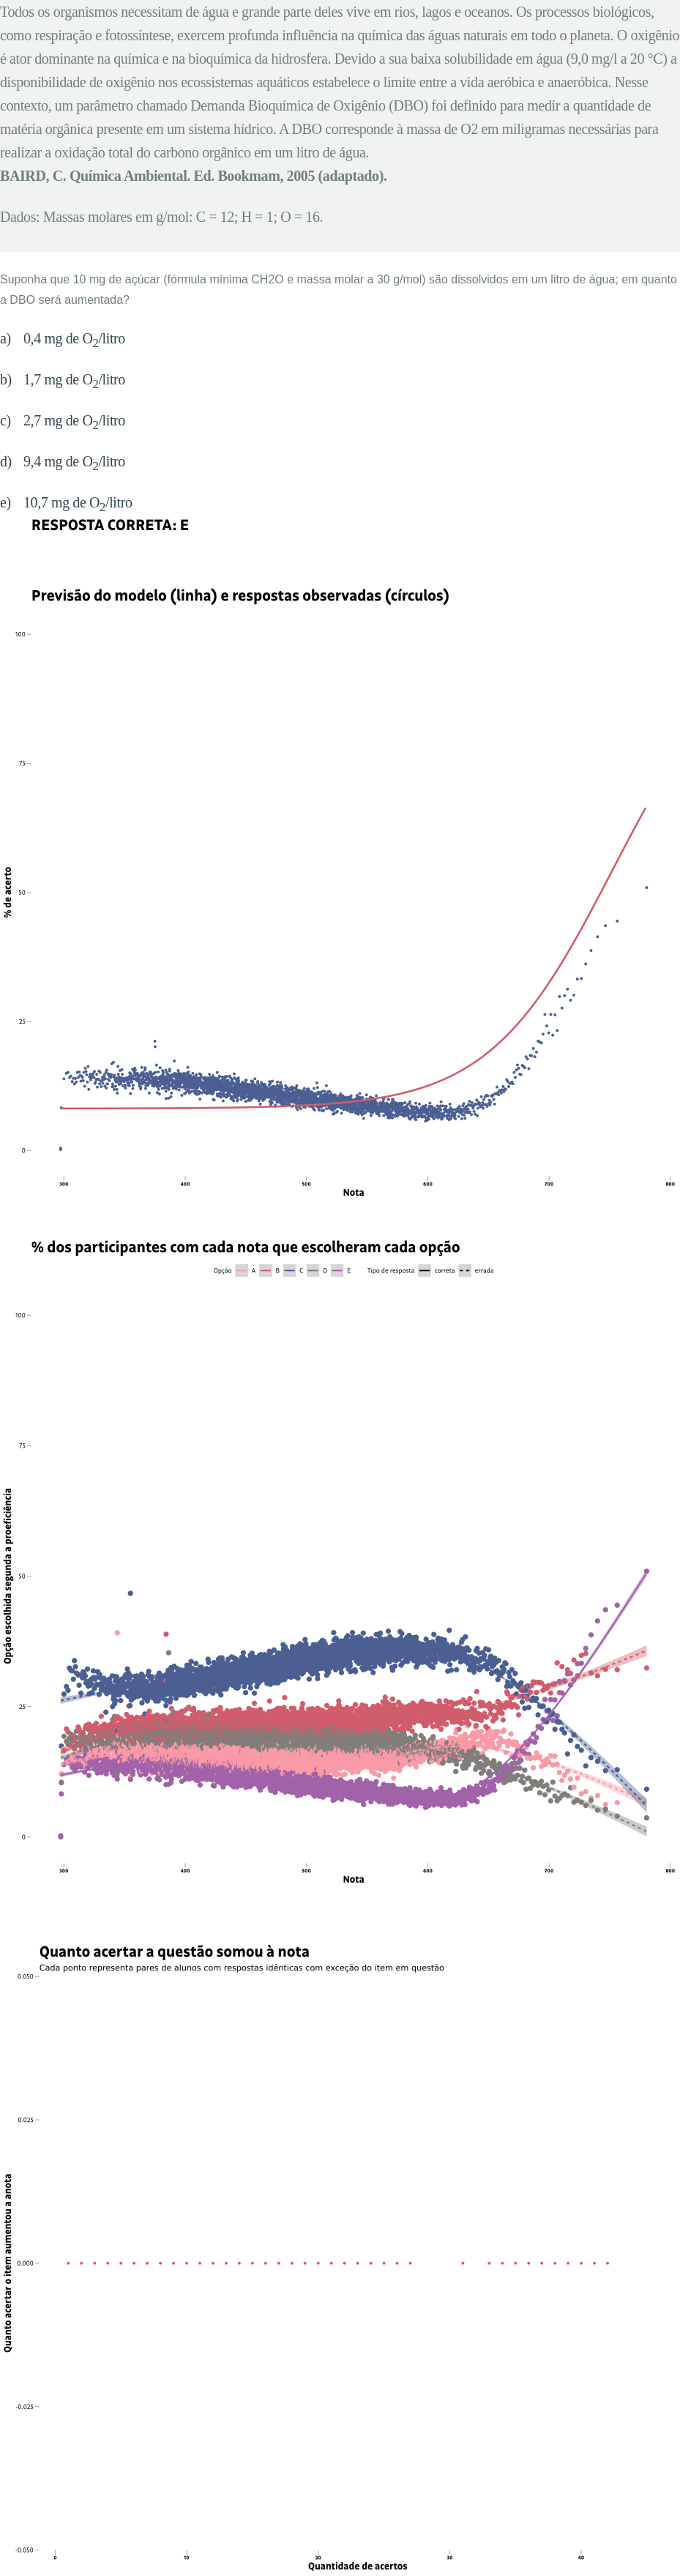 Todos os organismos necessitam de água e grande parte deles vive em rios, lagos e oceanos. Os processos biológicos,
como respiração e fotossíntese, exercem profunda influência na química das águas naturais em todo o planeta. O oxigênio
é ator dominante na química e na bioquímica da hidrosfera. Devido a sua baixa solubilidade em água (9,0 mg/l a 20 °C) a
disponibilidade de oxigênio nos ecossistemas aquáticos estabelece o limite entre a vida aeróbica e anaeróbica. Nesse
contexto, um parâmetro chamado Demanda Bioquímica de Oxigênio (DBO) foi definido para medir a quantidade de
matéria orgânica presente em um sistema hídrico. A DBO corresponde à massa de O2 em miligramas necessárias para
realizar a oxidação total do carbono orgânico em um litro de água.
BAIRD, C. Química Ambiental. Ed. Bookmam, 2005 (adaptado).
Dados: Massas molares em g/mol: C = 12; H = 1; O = 16.
Suponha que 10 mg de açúcar (fórmula mínima CH2O e massa molar a 30 g/mol) são dissolvidos em um litro de água; em quanto
a DBO será aumentada?
a) 0,4 mg de O2/litro
b) 1,7 mg de O2/litro
c) 2,7 mg de O2/litro
d) 9,4 mg de O2/litro
e) 10,7 mg de O2/litro
RESPOSTA CORRETA: E
Previsão do modelo (linha) e respostas observadas (círculos)
100
75
50
25
0
% de acerto
300 400 500 600 700 800
Nota
% dos participantes com cada nota que escolheram cada opção
Opção A B C D E Tipo de resposta correta errada
100
75
50
25
0
Opção escolhida segunda a proeficiência
300 400 500 600 700 800
Nota
Quanto acertar a questão somou à nota
Cada ponto representa pares de alunos com respostas idênticas com exceção do item em questão
0.050
0.025
0.000
-0.025
-0.050
Quanto acertar o item aumentou a anota
0 10 20 30 40
Quantidade de acertos